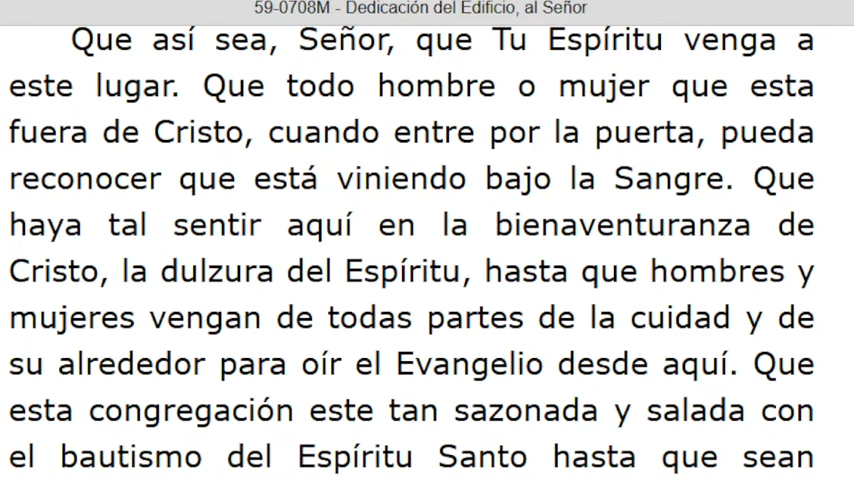 59-0708M - Dedicación del Edificio, al Señor
Que así sea, Señor, que Tu Espíritu venga a
este lugar. Que todo hombre o mujer que esta
fuera de Cristo, cuando entre por la puerta, pueda
reconocer que está viniendo bajo la Sangre. Que
haya tal sentir aquí en la bienaventuranza de
Cristo, la dulzura del Espíritu, hasta que hombres y
mujeres vengan de todas partes de la cuidad y de
su alrededor para oír el Evangelio desde aquí. Que
esta congregación este tan sazonada y salada con
el bautismo del Espíritu Santo hasta que sean